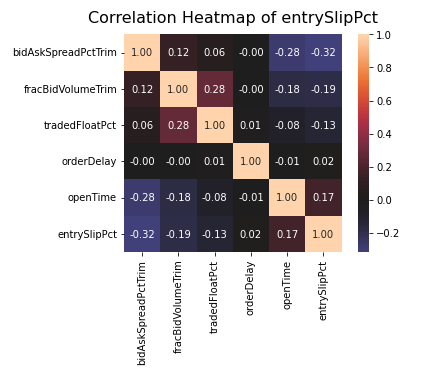 Correlation Heatmap of entrySlipPct
bidAskSpreadPctTrim 1.00 0.12 0.06 -0.00 -0.28 -0.32
fracBidVolumeTrim 0.12 1.00 0.28 -0.00 -0.18 -0.19
tradedFloatPct 0.06 0.28 1.00 0.01 -0.08 -0.13
orderDelay -0.00 -0.00 0.01 1.00 -0.01 0.02
openTime -0.28 -0.18 -0.08 -0.01 1.00 0.17
entrySlipPct -0.32 -0.19 -0.13 0.02 0.17 1.00
bidAskSpreadPctTrim
fracBidVolumeTrim
tradedFloatPct
orderDelay
openTime
entrySlipPct
1.0
0.8
0.6
0.4
0.2
0.0
−0.2